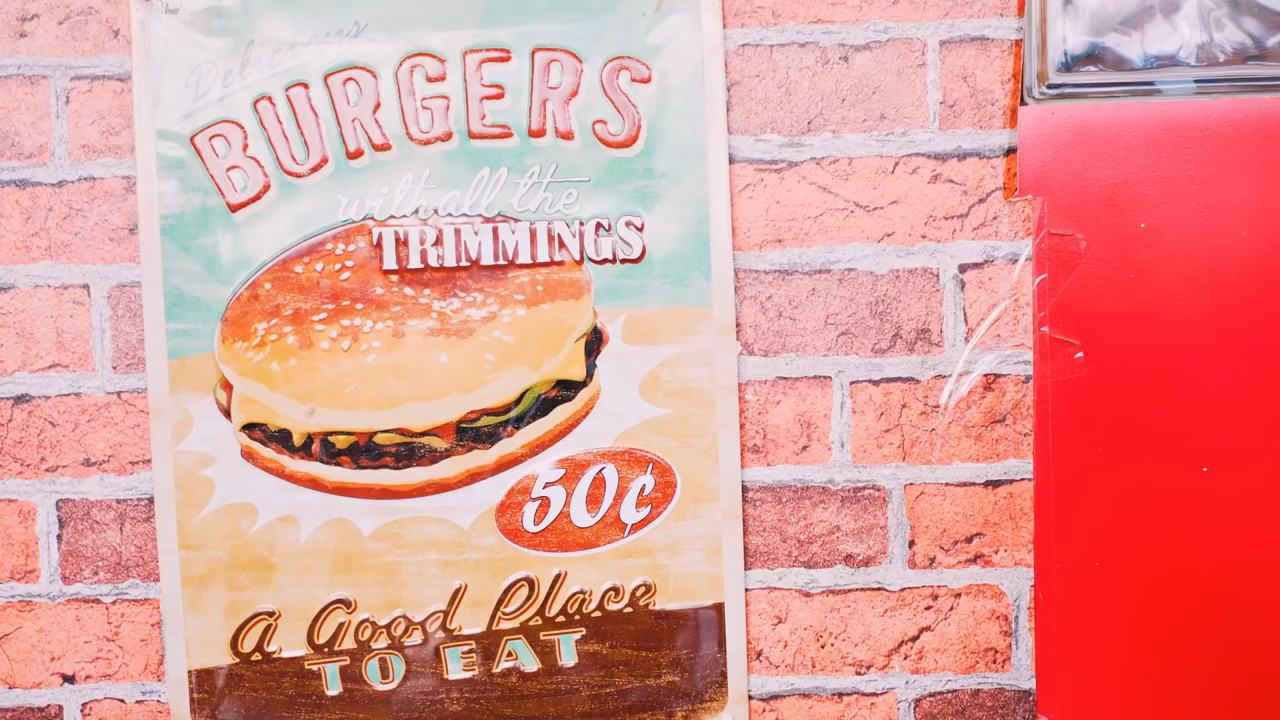 Delicious
BURGERS
with all the
TRIMMINGS
50¢
a Good Place
TO EAT